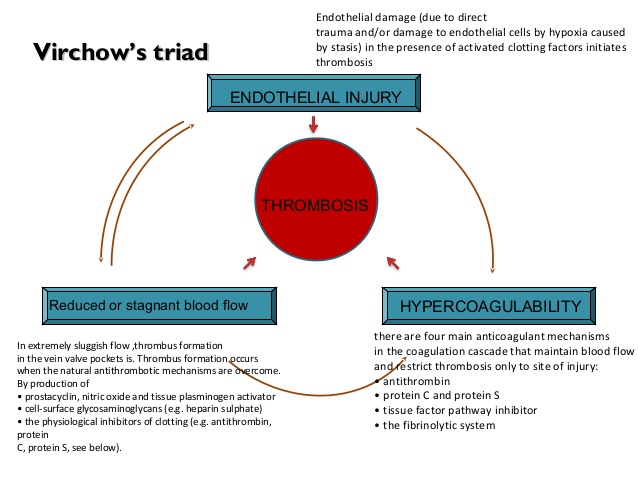 Endothelial damage (due to direct
trauma and/or damage to endothelial cells by hypoxia caused
by stasis) in the presence of activated clotting factors initiates
thrombosis
Virchow’s triad
ENDOTHELIAL INJURY
THROMBOSIS
Reduced or stagnant blood flow
HYPERCOAGULABILITY
In extremely sluggish flow ,thrombus formation
in the vein valve pockets is. Thrombus formation occurs
when the natural antithrombotic mechanisms are overcome.
By production of
• prostacyclin, nitric oxide and tissue plasminogen activator
• cell-surface glycosaminoglycans (e.g. heparin sulphate)
• the physiological inhibitors of clotting (e.g. antithrombin,
protein
C, protein S, see below).
there are four main anticoagulant mechanisms
in the coagulation cascade that maintain blood flow
and restrict thrombosis only to site of injury:
• antithrombin
• protein C and protein S
• tissue factor pathway inhibitor
• the fibrinolytic system